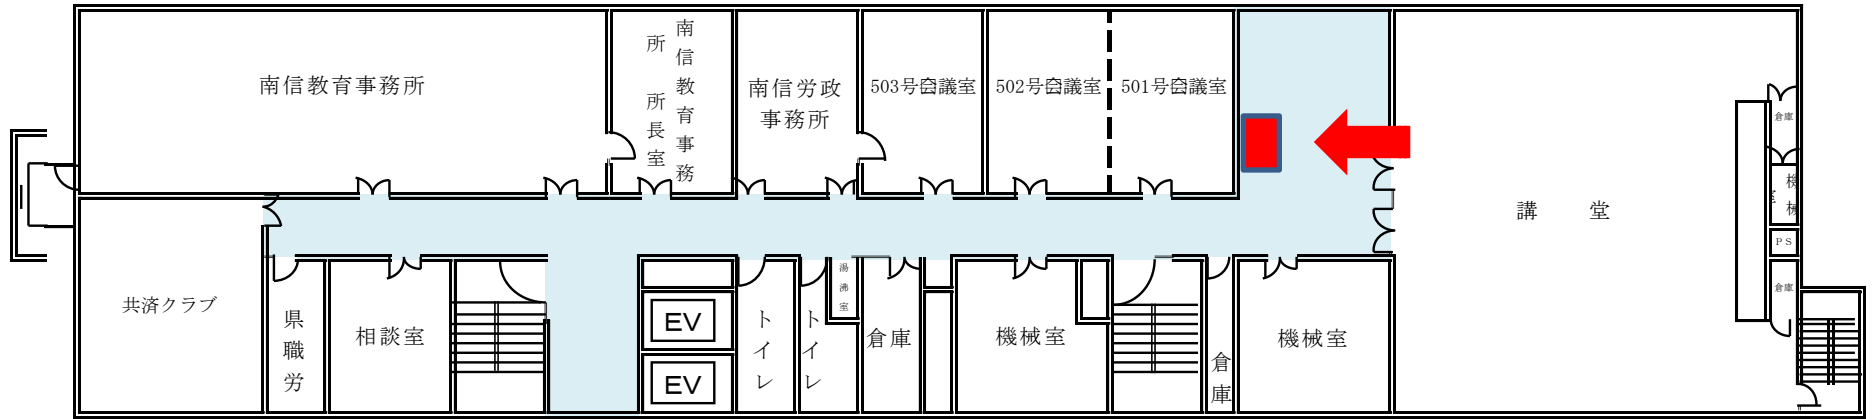 南信教育事務所
南信教育事務
所 所長室
南信労政
事務所
503号会議室
502号会議室
501号会議室
倉庫
機械
室
講 堂
PS
倉庫
共済クラブ
県職労
相談室
EV
EV
トイレ
トイレ
湯沸室
倉庫
機械室
倉庫
機械室